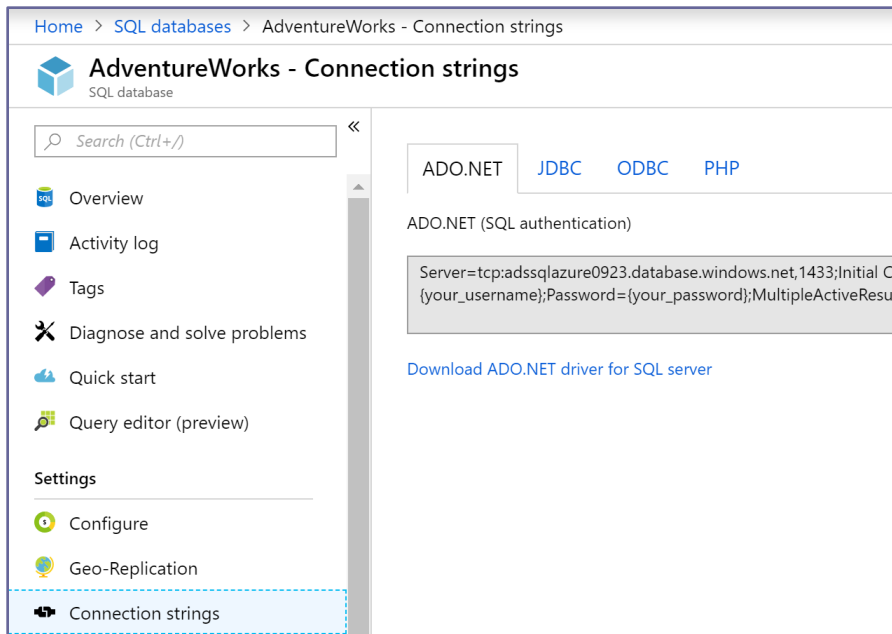 Home > SQL databases > AdventureWorks - Connection strings
AdventureWorks - Connection strings
SQL database
Search (Ctrl+/)
«
SQL Overview
Activity log
Tags
Diagnose and solve problems
Quick start
Query editor (preview)
Settings
Configure
Geo-Replication
Connection strings
ADO.NET JDBC ODBC PHP
ADO.NET (SQL authentication)
Server=tcp:adssqlazure0923.database.windows.net,1433;Initial
{your_username};Password={your_password};
Download ADO.NET driver for SQL server